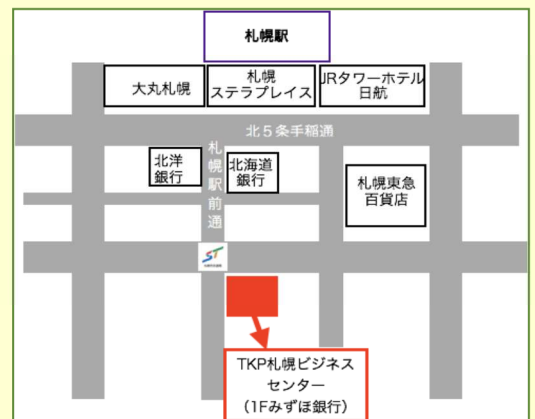 札幌駅
大丸札幌
札幌
ステラプレイス
JRタワーホテル
日航
北５条手稲通
札幌駅前通
北洋
銀行
北海道
銀行
札幌東急
百貨店
ST
TKP札幌ビジネス
センター
（1Fみずほ銀行）